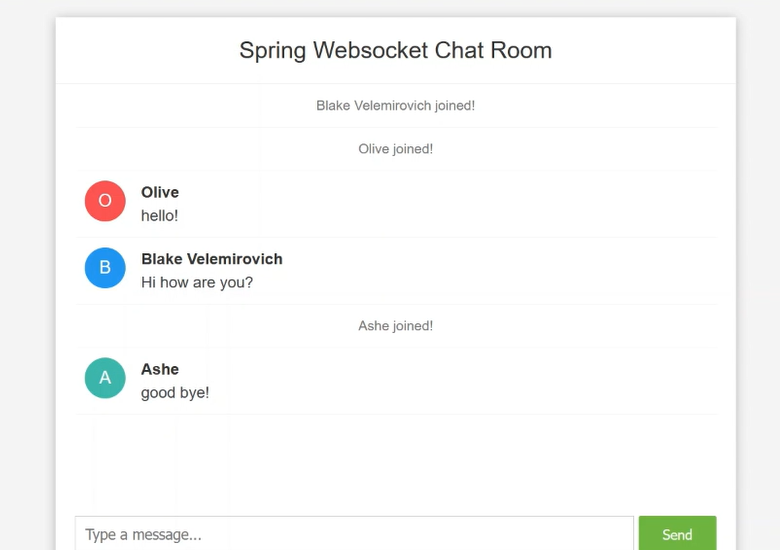 Spring Websocket Chat Room
Blake Velemirovich joined!
Olive joined!
O
Olive
hello!
B
Blake Velemirovich
Hi how are you?
Ashe joined!
A
Ashe
good bye!
Type a message...
Send